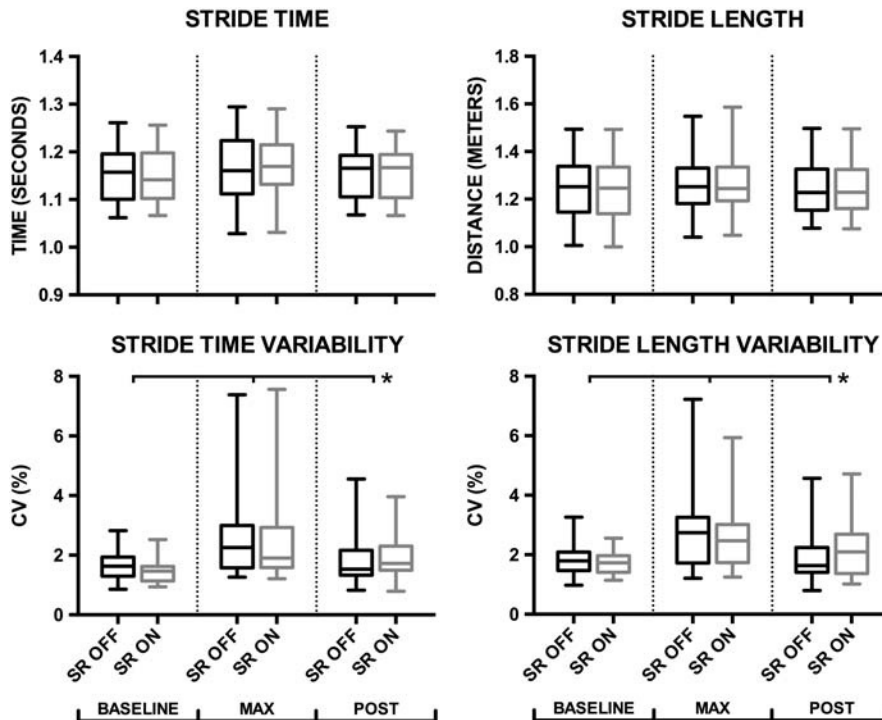 STRIDE TIME
TIME (SECONDS)
1.4
1.3
1.2
1.1
1.0
0.9
STRIDE LENGTH
DISTANCE (METERS)
1.8
1.6
1.4
1.2
1.0
0.8
STRIDE TIME VARIABILITY
CV (%)
8
6
4
2
0
*
SR OFF
SR ON
SR OFF
SR ON
SR OFF
SR ON
BASELINE
MAX
POST
STRIDE LENGTH VARIABILITY
CV (%)
8
6
4
2
0
*
SR OFF
SR ON
SR OFF
SR ON
SR OFF
SR ON
BASELINE
MAX
POST